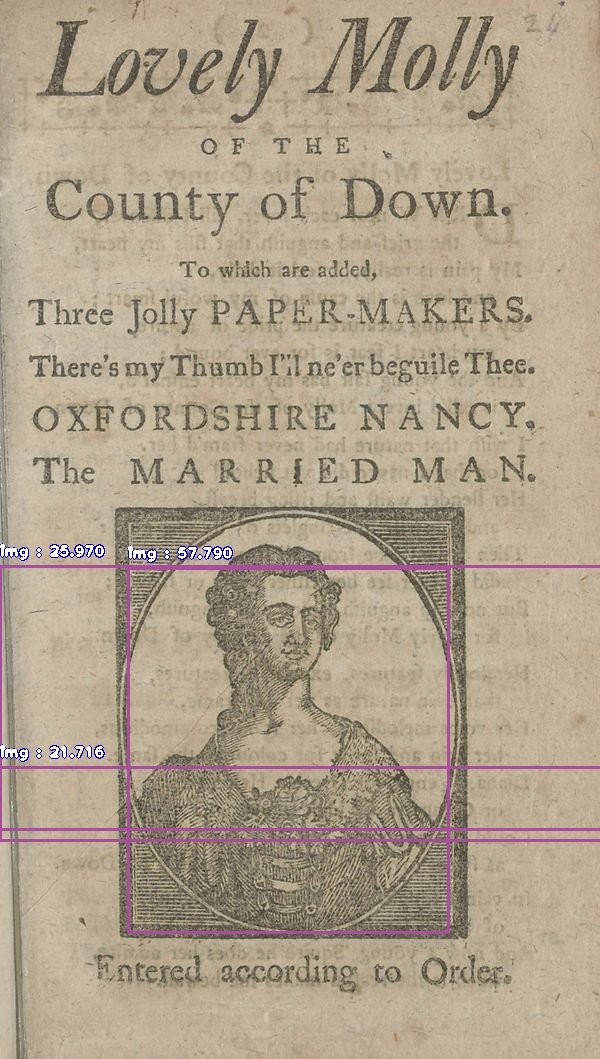 24
Lovely Molly
OF THE
County of Down.
To which are added,
Three Jolly PAPER-MAKERS.
There's my Thumb I'll ne'er beguile Thee.
OXFORDSHIRE NANCY.
The MARRIED MAN.
Img : 25.970
Img : 57.790
Img : 21.716
Entered according to Order.